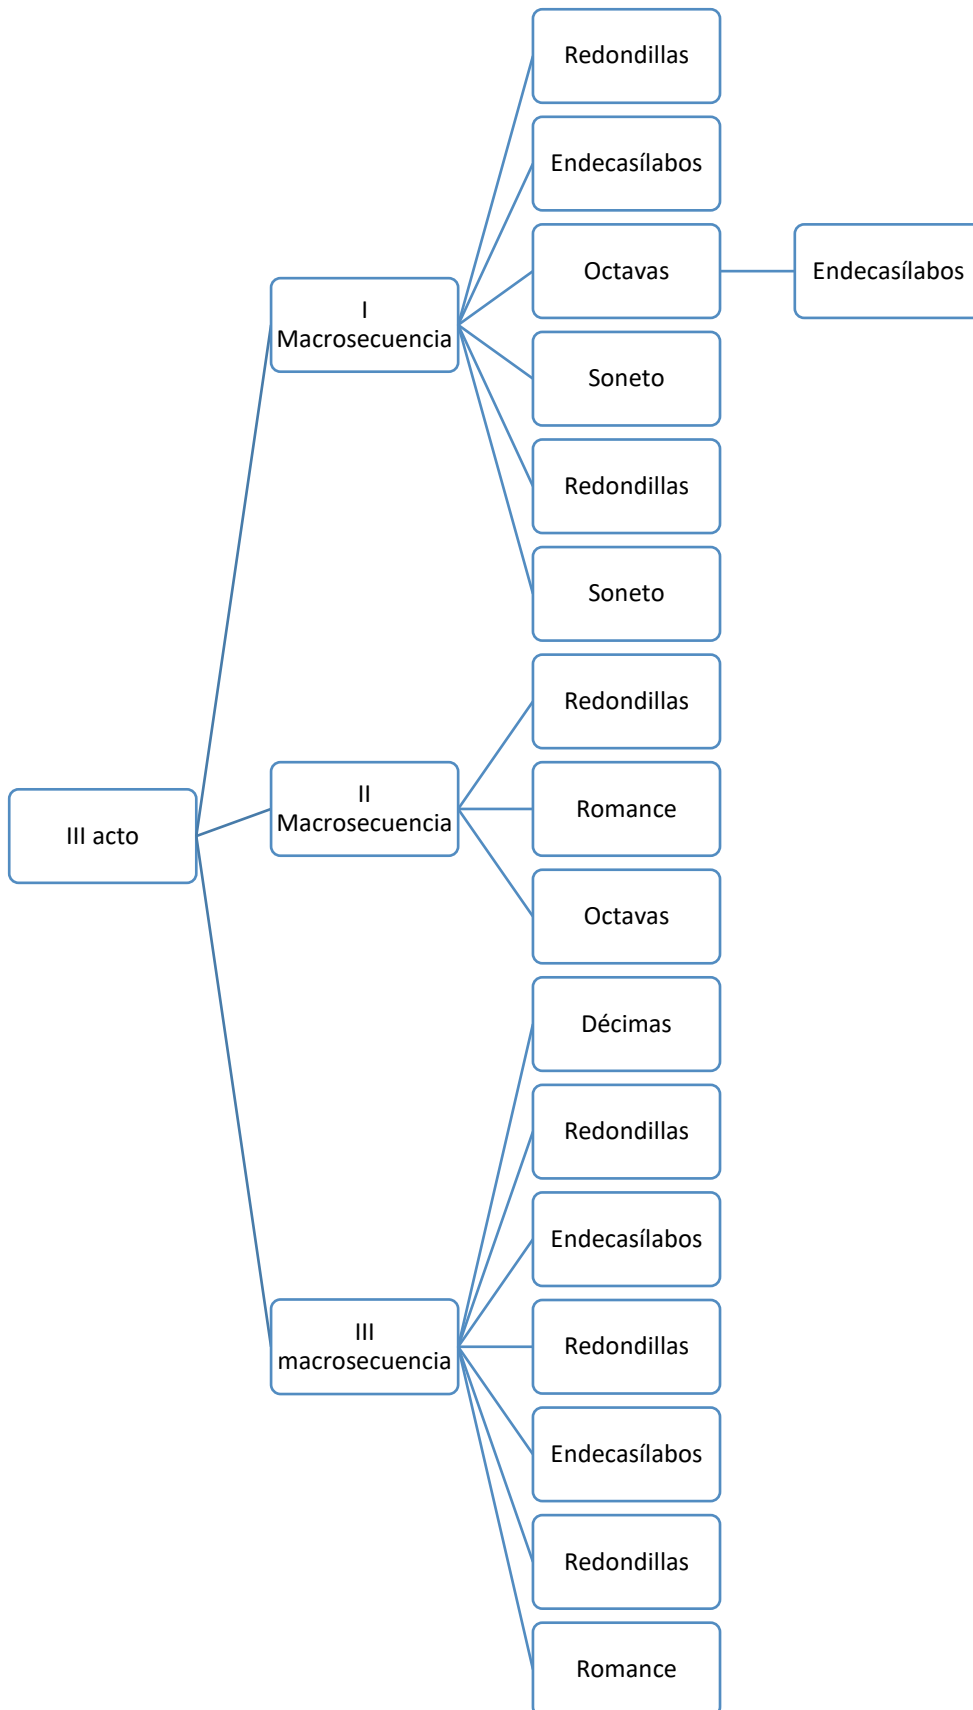 Redondillas
Endecasílabos
Octavas
Endecasílabos
I
Macrosecuencia
Soneto
Redondillas
Soneto
Redondillas
II
Macrosecuencia
Romance
III acto
Octavas
Décimas
Redondillas
Endecasílabos
III
macrosecuencia
Redondillas
Endecasílabos
Redondillas
Romance